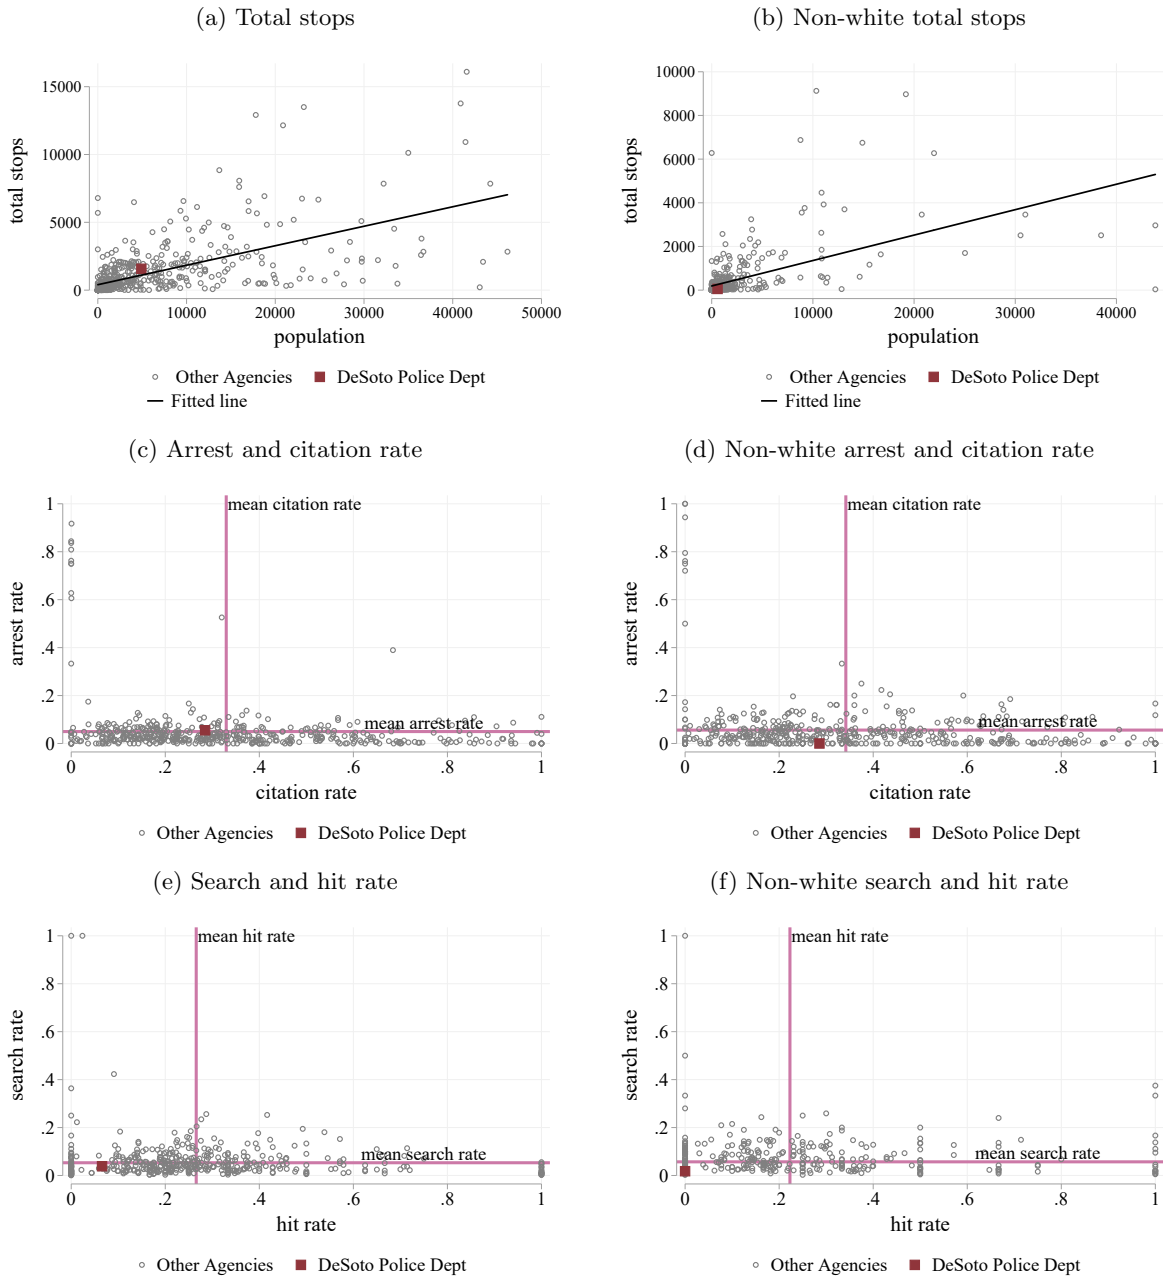 (a) Total stops
(b) Non-white total stops
total stops
15000
10000
5000
0
0 10000 20000 30000 40000 50000
population
Other Agencies DeSoto Police Dept
Fitted line
total stops
10000
8000
6000
4000
2000
0
0 10000 20000 30000 40000
population
Other Agencies DeSoto Police Dept
Fitted line
(c) Arrest and citation rate
(d) Non-white arrest and citation rate
arrest rate
1
.8
.6
.4
.2
0
mean citation rate
mean arrest rate
0 .2 .4 .6 .8 1
citation rate
Other Agencies DeSoto Police Dept
arrest rate
1
.8
.6
.4
.2
0
mean citation rate
mean arrest rate
0 .2 .4 .6 .8 1
citation rate
Other Agencies DeSoto Police Dept
(e) Search and hit rate
(f) Non-white search and hit rate
search rate
1
.8
.6
.4
.2
0
mean hit rate
mean search rate
0 .2 .4 .6 .8 1
hit rate
Other Agencies DeSoto Police Dept
search rate
1
.8
.6
.4
.2
0
mean hit rate
mean search rate
0 .2 .4 .6 .8 1
hit rate
Other Agencies DeSoto Police Dept